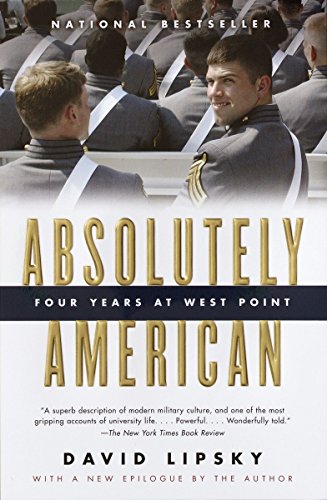 NATIONAL BESTSELLER
ABSOLUTELY
FOUR YEARS AT WEST POINT
AMERICAN
"A superb description of modern military culture, and one of the most
gripping accounts of university life. . . . Powerful. . . . Wonderfully told."
—The New York Times Book Review
DAVID LIPSKY
WITH A NEW EPILOGUE BY THE AUTHOR